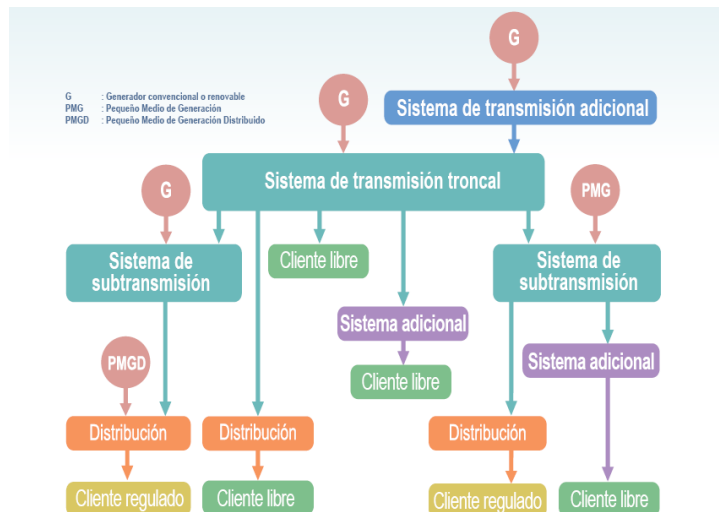 G
G : Generador convencional o renovable
PMG : Pequeño Medio de Generación
PMGD : Pequeño Medio de Generación Distribuido
G
Sistema de transmisión adicional
Sistema de transmisión troncal
G
PMG
Sistema de
subtransmisión
Cliente libre
Sistema de
subtransmisión
Sistema adicional
PMGD
Cliente libre
Sistema adicional
Distribución
Distribución
Distribución
Cliente regulado
Cliente libre
Cliente regulado
Cliente libre